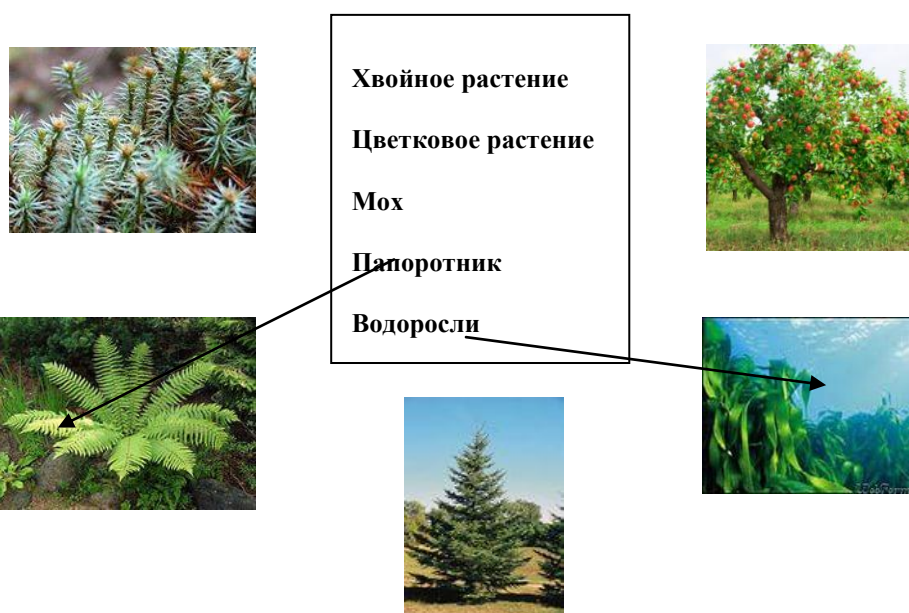 Хвойное растение
Цветковое растение
Мох
Папоротник
Водоросли